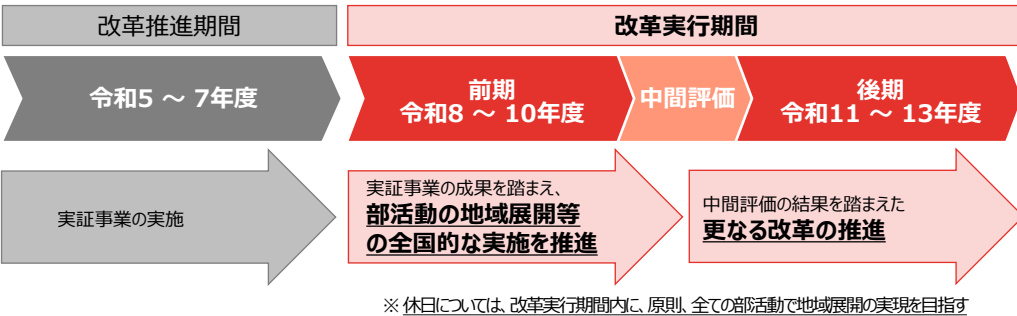 改革推進期間
改革実行期間
令和5 ～ 7年度
前期
令和8 ～ 10年度
中間評価
後期
令和11 ～ 13年度
実証事業の実施
実証事業の成果を踏まえ、
部活動の地域展開等
の全国的な実施を推進
中間評価の結果を踏まえた
更なる改革の推進
※ 休日については、改革実行期間内に、原則、全ての部活動で地域展開の実現を目指す